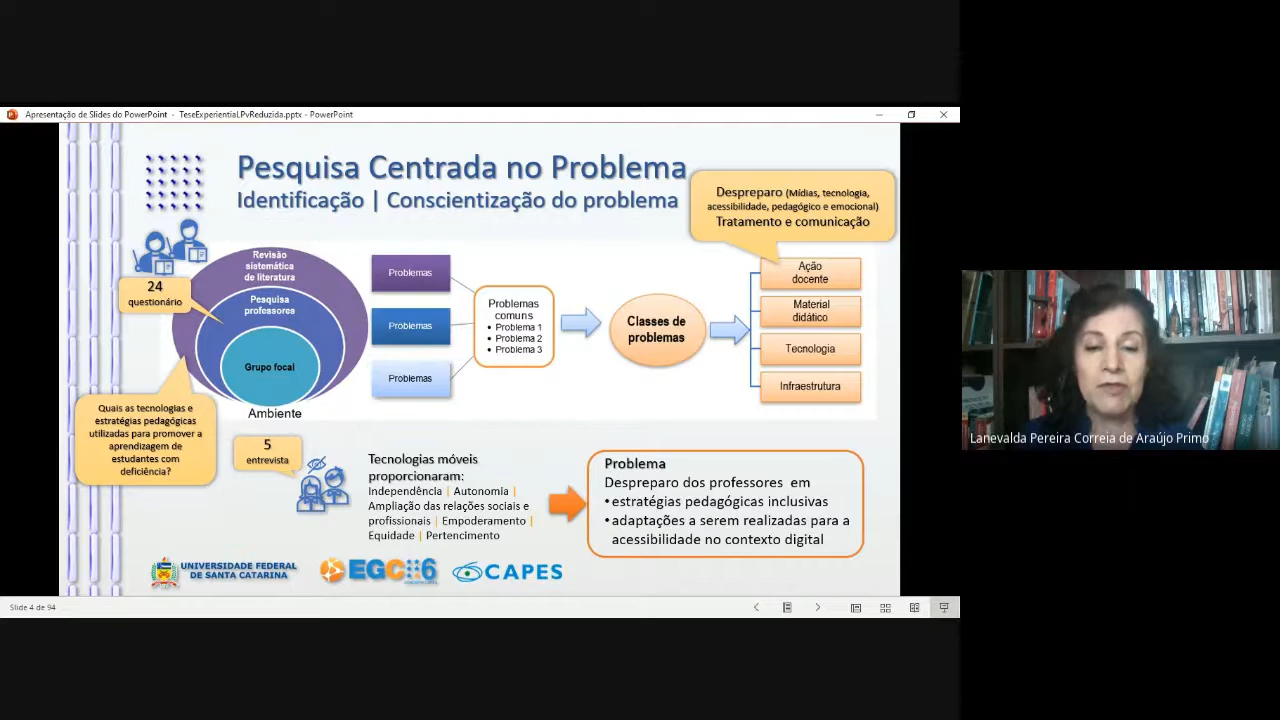 Apresentação de Slides do PowerPoint - TeseExperiential.PvReduzida.pptx - PowerPoint
Pesquisa Centrada no Problema
Identificação | Conscientização do problema
Despreparo (Mídias, tecnologia,
acessibilidade, pedagógico e emocional)
Tratamento e comunicação
24
questionário
Revisão
sistemática
de literatura
Pesquisa
professores
Grupo focal
Ambiente
Problemas
Problemas
Problemas
Problemas
comuns
• Problema 1
• Problema 2
• Problema 3
Classes de
problemas
Ação
docente
Material
didático
Tecnologia
Infraestrutura
Quais as tecnologias e
estratégias pedagógicas
utilizadas para promover a
aprendizagem de
estudantes com
deficiência?
5
entrevista
Tecnologias móveis
proporcionaram:
Independência | Autonomia |
Ampliação das relações sociais e
profissionais | Empoderamento |
Equidade | Pertencimento
Problema
Despreparo dos professores em
•estratégias pedagógicas inclusivas
•adaptações a serem realizadas para a
acessibilidade no contexto digital
UNIVERSIDADE FEDERAL
DE SANTA CATARINA
EGC 6
CAPES
Slide 4 de 94
Lanevalda Pereira Correia de Araújo Primo